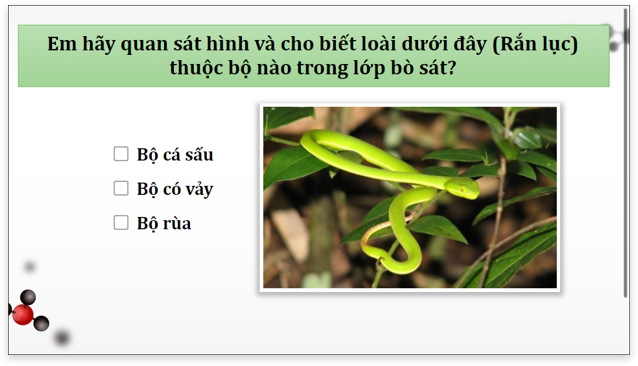 Em hãy quan sát hình và cho biết loài dưới đây (Rắn lục)
thuộc bộ nào trong lớp bò sát?
Bộ cá sấu
Bộ có vảy
Bộ rùa